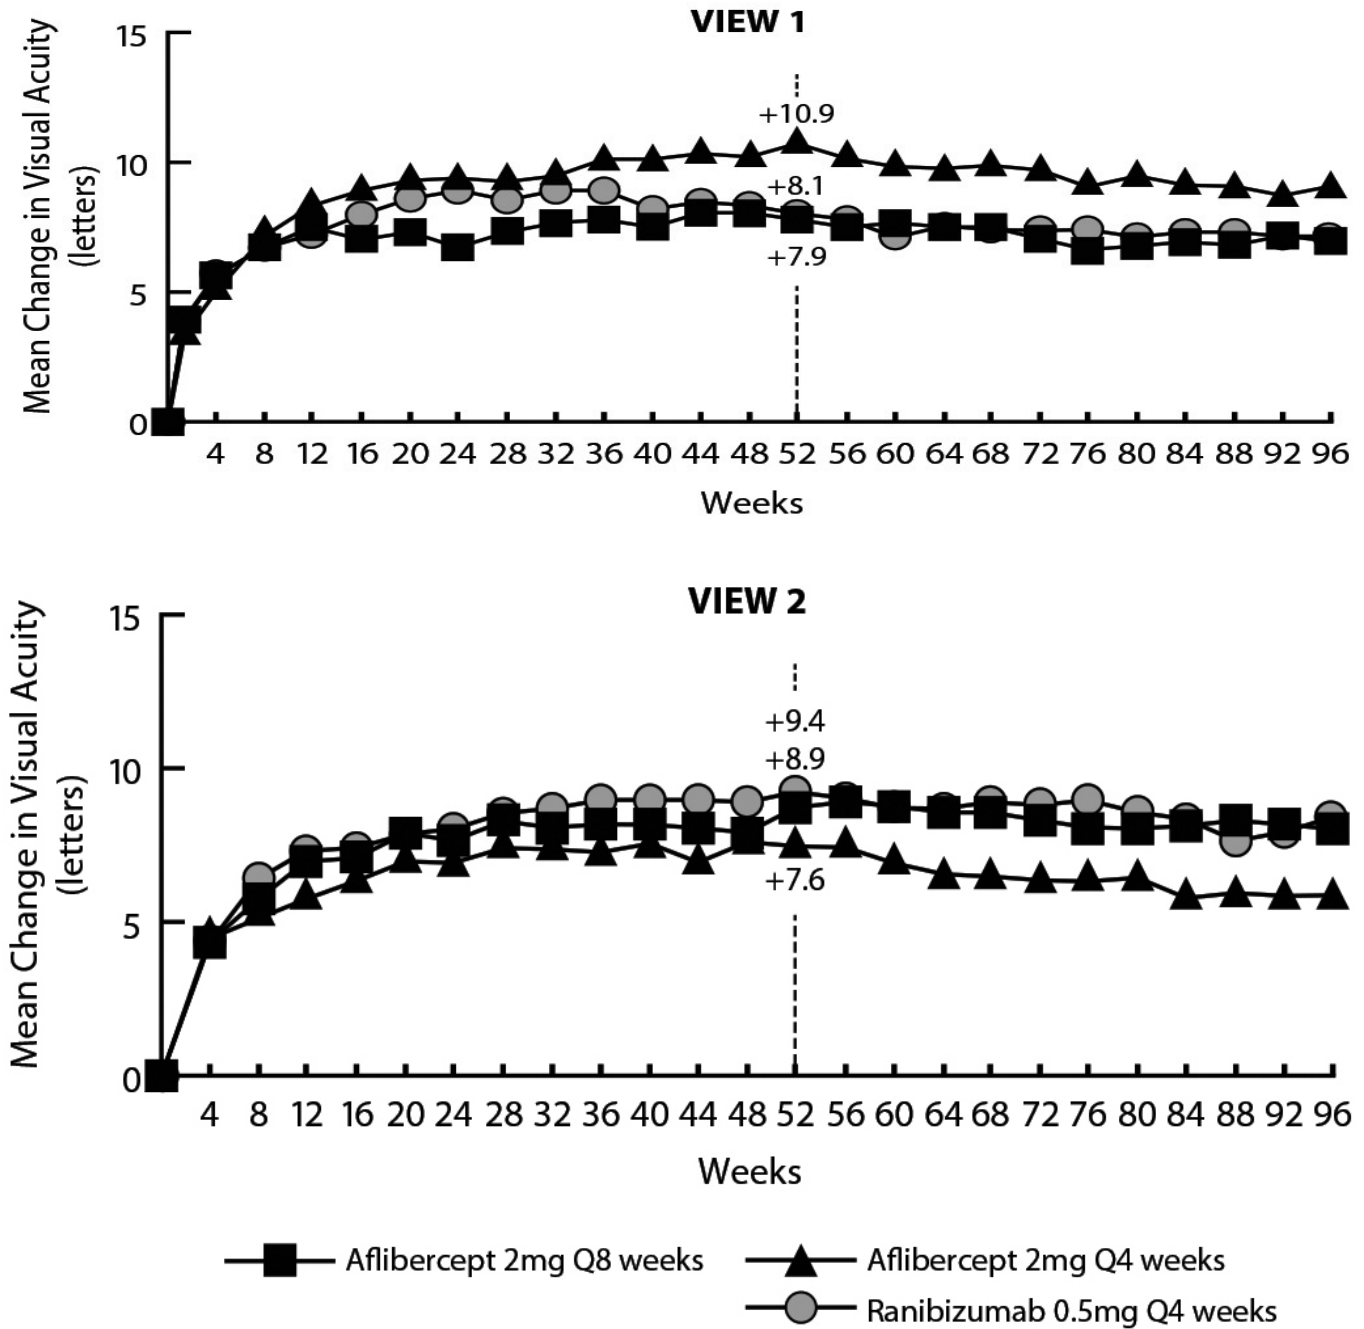 VIEW 1
Mean Change in Visual Acuity
(letters)
15
10
5
0
+10.9
+8.1
+7.9
4 8 12 16 20 24 28 32 36 40 44 48 52 56 60 64 68 72 76 80 84 88 92 96
Weeks
VIEW 2
Mean Change in Visual Acuity
(letters)
15
10
5
0
+9.4
+8.9
+7.6
4 8 12 16 20 24 28 32 36 40 44 48 52 56 60 64 68 72 76 80 84 88 92 96
Weeks
Aflibercept 2mg Q8 weeks
Aflibercept 2mg Q4 weeks
Ranibizumab 0.5mg Q4 weeks